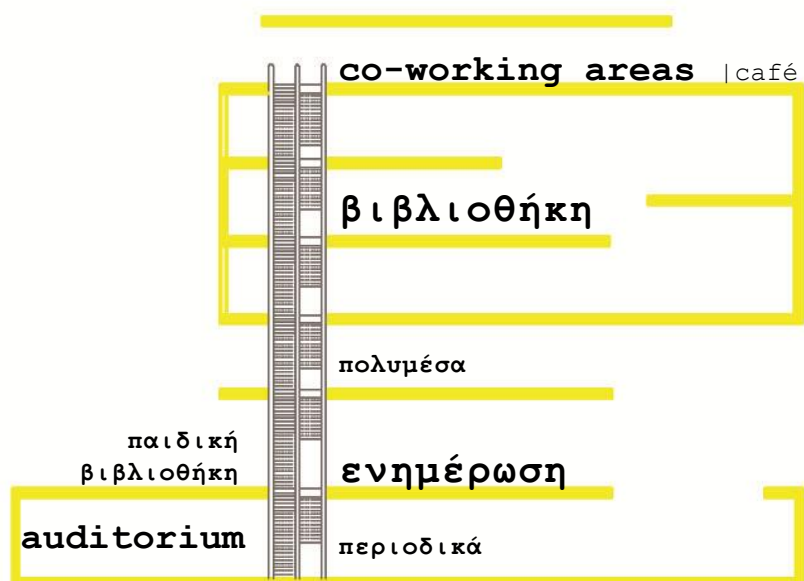 co-working areas |café
βιβλιοθήκη
πολυμέσα
παιδική
βιβλιοθήκη
ενημέρωση
auditorium
περιοδικά